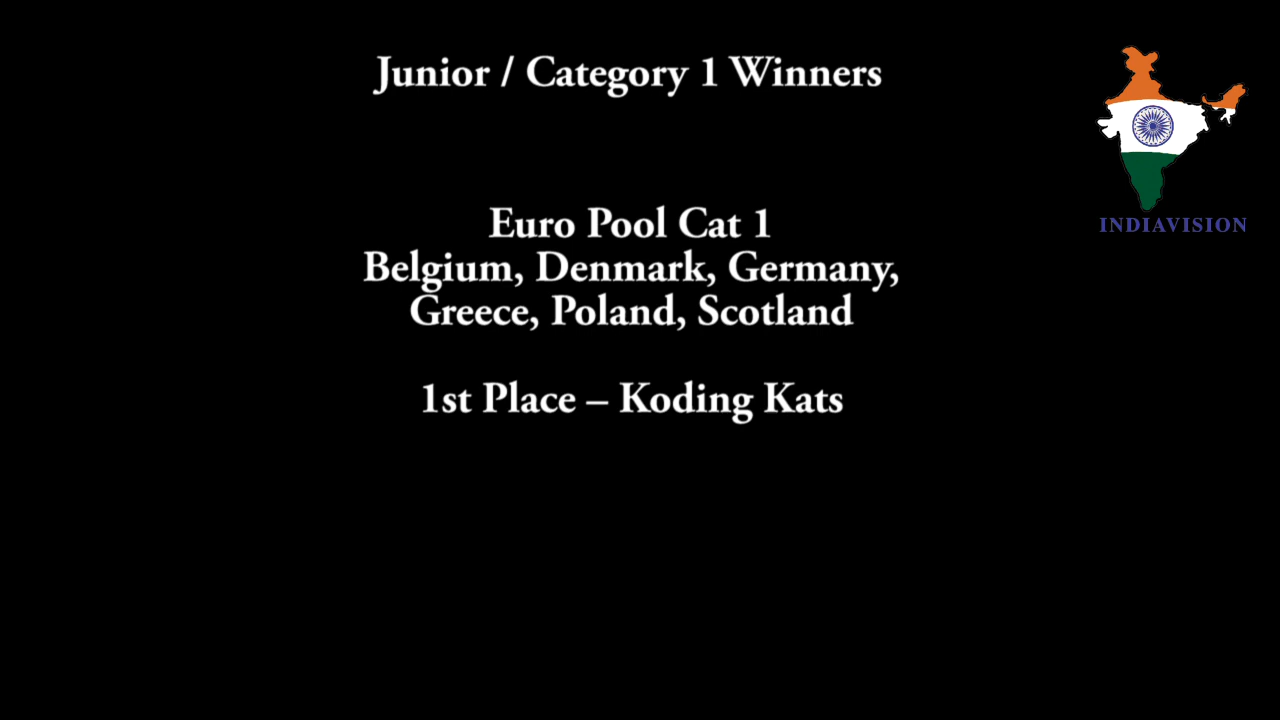 Junior / Category 1 Winners
Euro Pool Cat 1
Belgium, Denmark, Germany,
Greece, Poland, Scotland
1st Place – Koding Kats
INDIAVISION